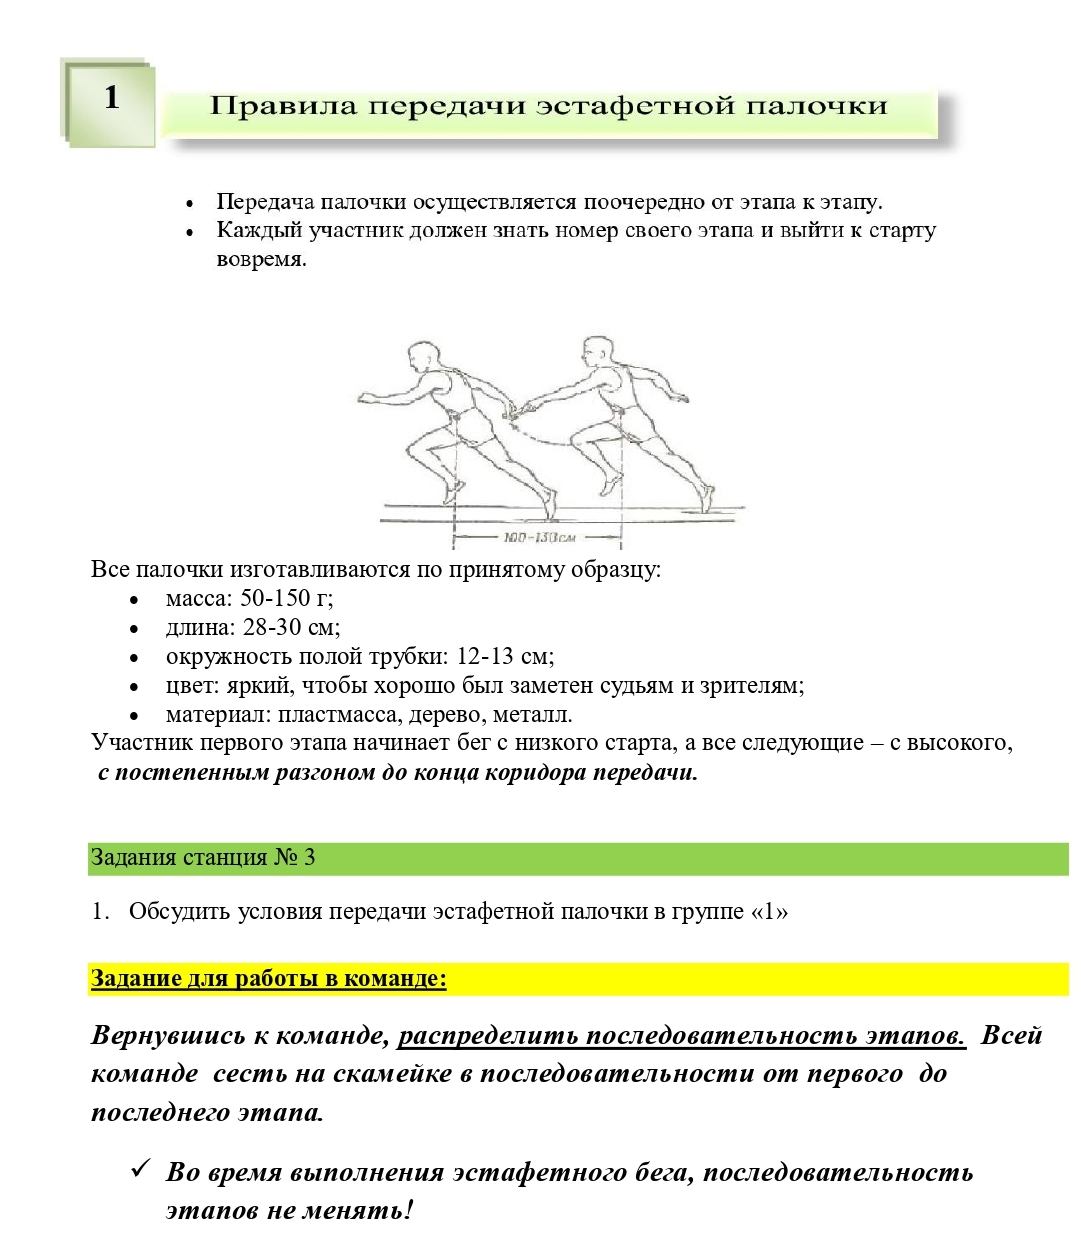 1
Правила передачи эстафетной палочки
• Передача палочки осуществляется поочередно от этапа к этапу.
• Каждый участник должен знать номер своего этапа и выйти к старту
вовремя.
100-130см
Все палочки изготавливаются по принятому образцу:
• масса: 50-150 г;
• длина: 28-30 см;
• окружность полой трубки: 12-13 см;
• цвет: яркий, чтобы хорошо был заметен судьям и зрителям;
• материал: пластмасса, дерево, металл.
Участник первого этапа начинает бег с низкого старта, а все следующие – с высокого,
с постепенным разгоном до конца коридора передачи.
Задания станция № 3
1. Обсудить условия передачи эстафетной палочки в группе «1»
Задание для работы в команде:
Вернувшись к команде, распределить последовательность этапов. Всей
команде сесть на скамейке в последовательности от первого до
последнего этапа.
✓ Во время выполнения эстафетного бега, последовательность
этапов не менять!